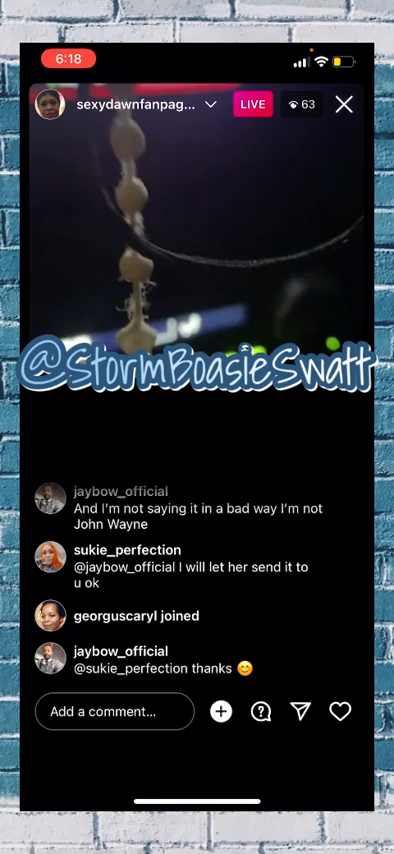 6:18
sexydawnfanpag...
LIVE
63
@StormBoasieSwatt
jaybow_official
And I’m not saying it in a bad way I’m not
John Wayne
sukie_perfection
@jaybow_official I will let her send it to
u ok
georguscaryl joined
jaybow_official
@sukie_perfection thanks 😊
Add a comment...